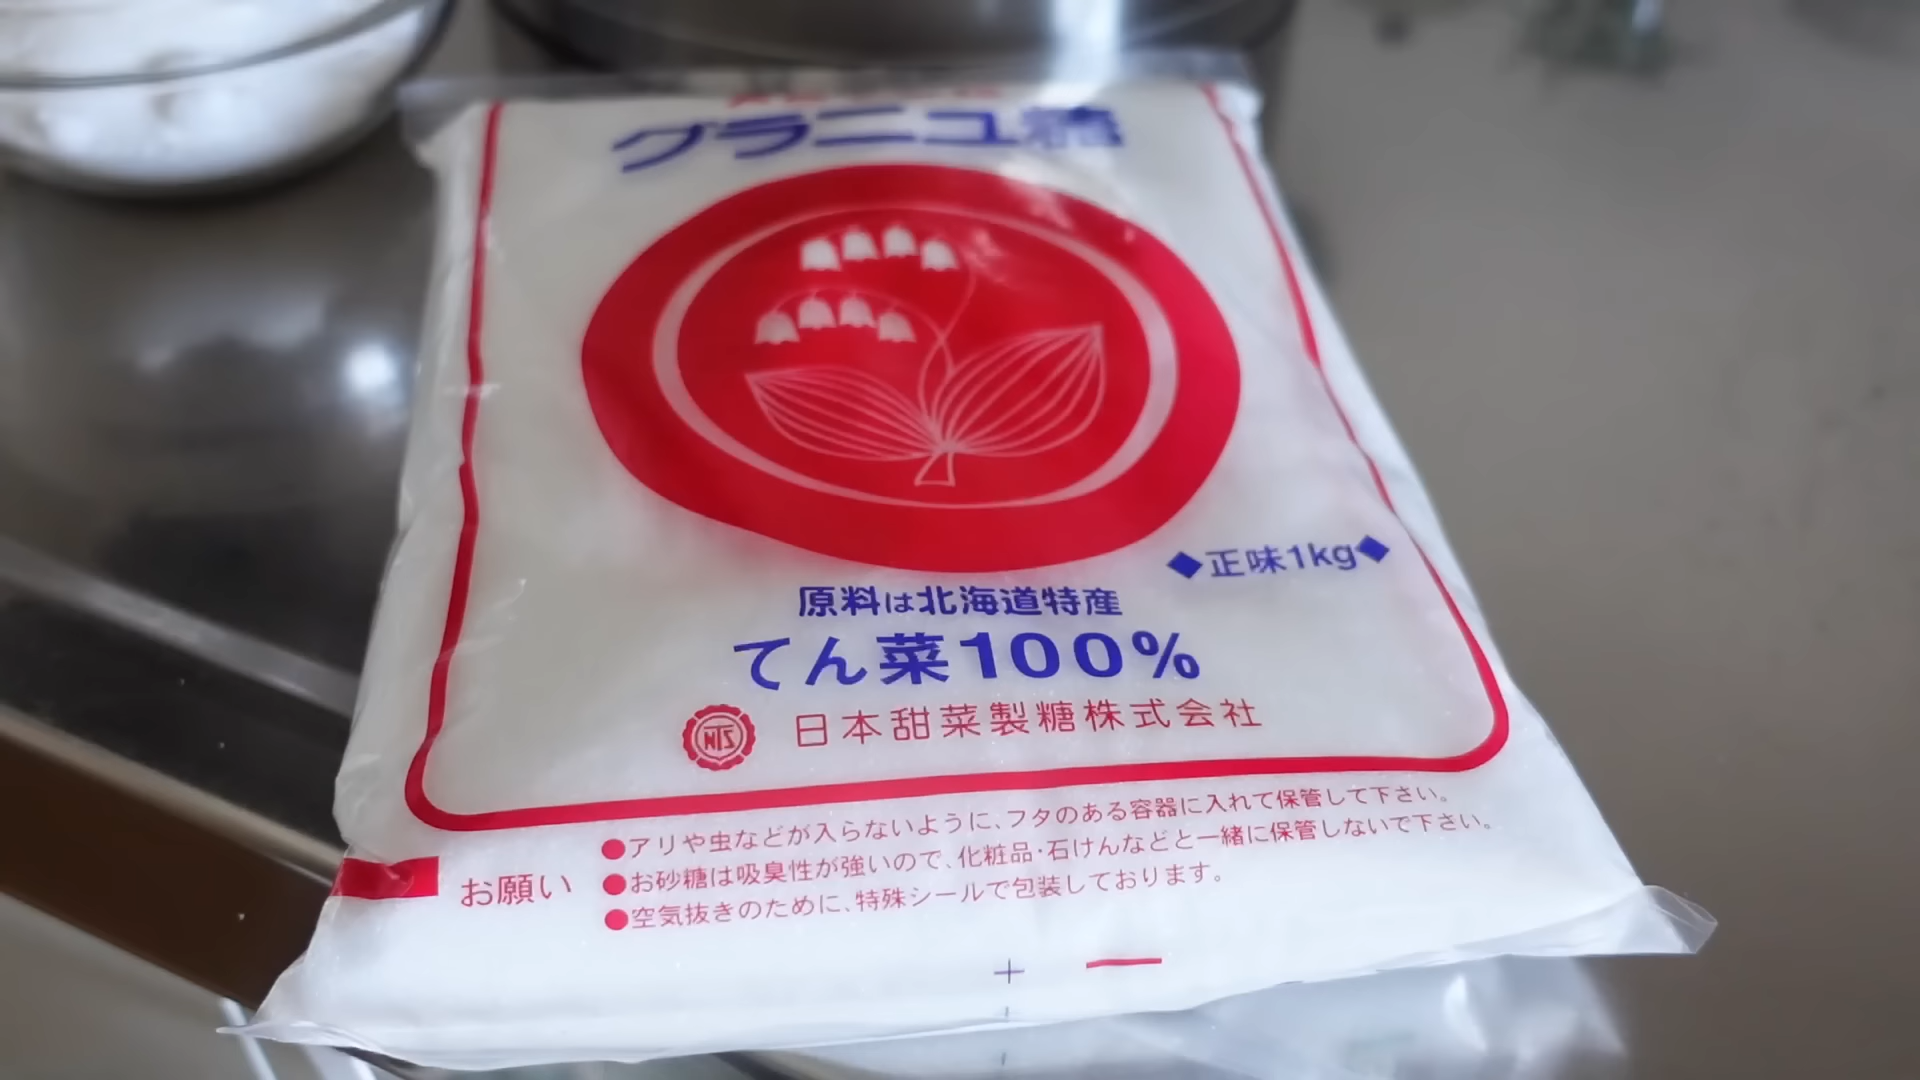 グラニュ糖
◆正味1kg◆
原料は北海道特産
てん菜100%
NTS
日本甜菜製糖株式会社
お願い
●アリや虫などが入らないように、フタのある容器に入れて保管して下さい。
●お砂糖は吸臭性が強いので、化粧品・石けんなどと一緒に保管しないで下さい。
●空気抜きのために、特殊シールで包装しております。